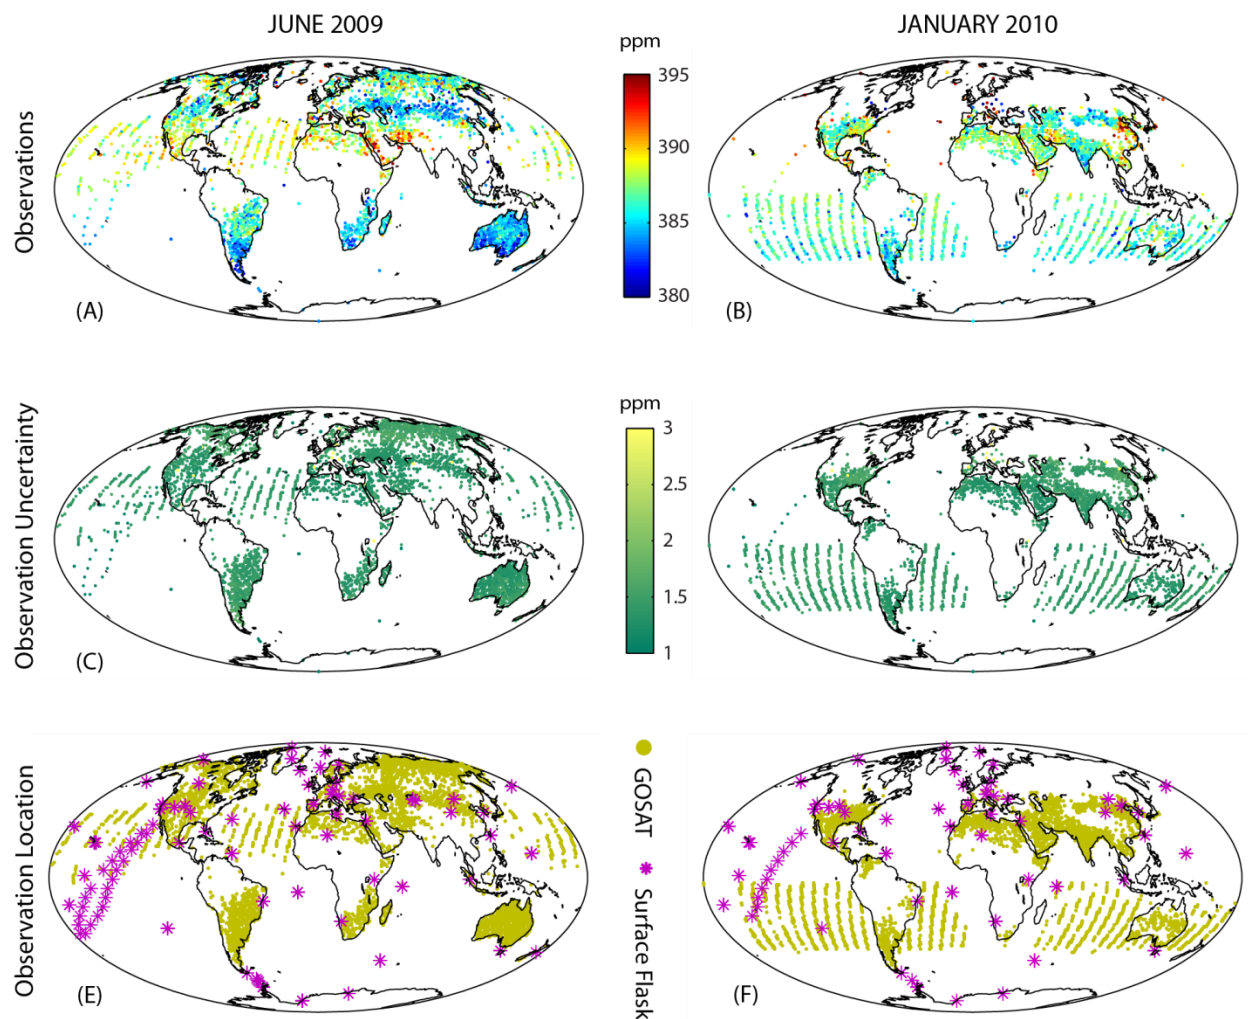 JUNE 2009
JANUARY 2010
Observations
ppm
395
390
385
380
(A)
(B)
Observation Uncertainty
ppm
3
2.5
2
1.5
1
(C)
Observation Location
GOSAT
Surface Flask
(E)
(F)